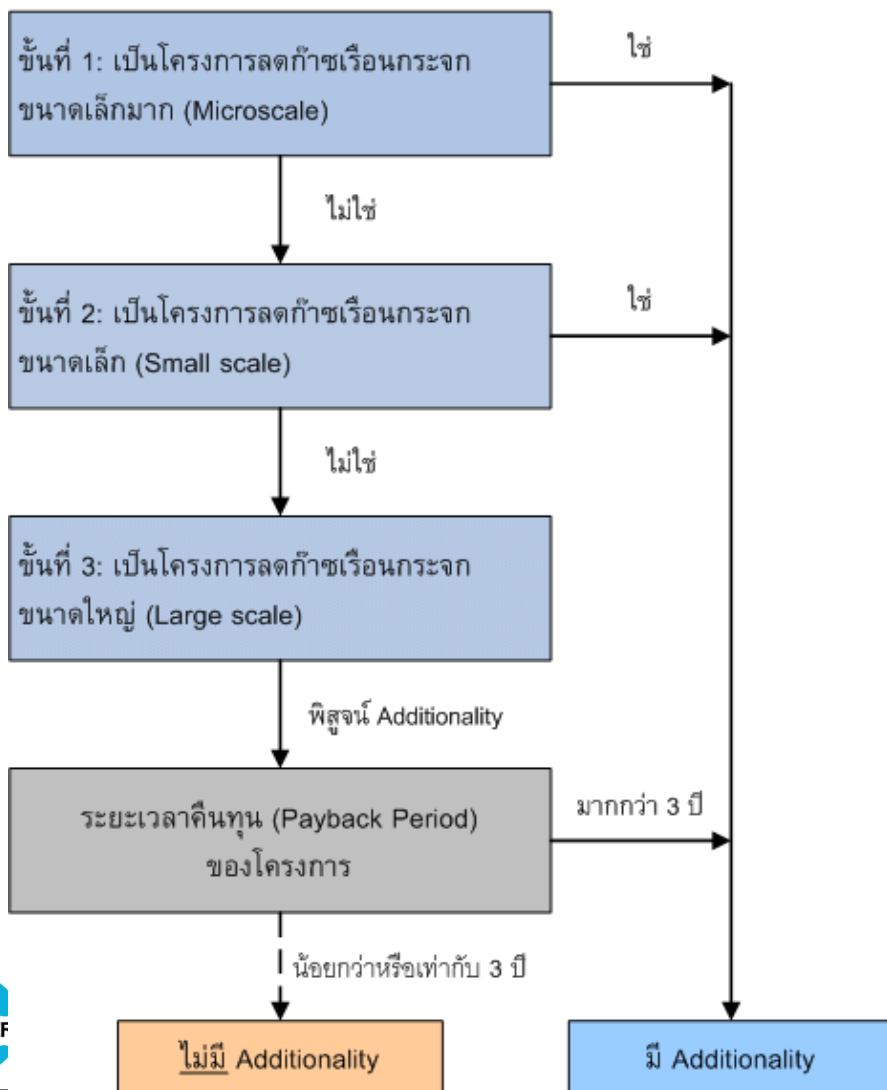 ขั้นที่ 1: เป็นโครงการลดก๊าซเรือนกระจก
ขนาดเล็กมาก (Microscale)
ใช่
ไม่ใช่
ขั้นที่ 2: เป็นโครงการลดก๊าซเรือนกระจก
ขนาดเล็ก (Small scale)
ใช่
ไม่ใช่
ขั้นที่ 3: เป็นโครงการลดก๊าซเรือนกระจก
ขนาดใหญ่ (Large scale)
พิสูจน์ Additionality
ระยะเวลาคืนทุน (Payback Period)
ของโครงการ
มากกว่า 3 ปี
น้อยกว่าหรือเท่ากับ 3 ปี
ไม่มี Additionality
มี Additionality